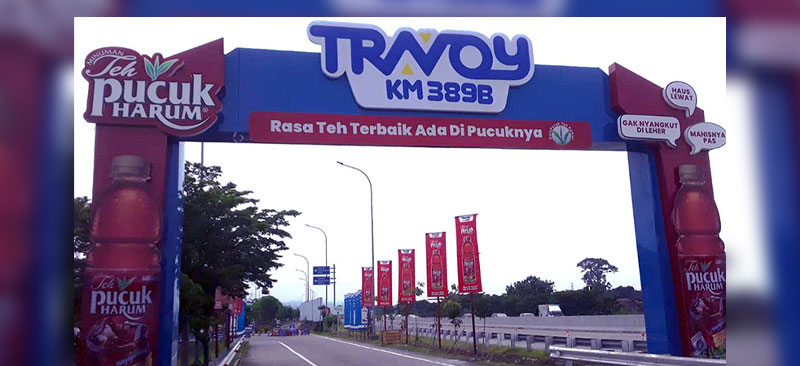 MINUMAN
Teh
pucuk
HARUM®
TRAVOY
KM 389B
Rasa Teh Terbaik Ada Di Pucuknya
HAUS
LEWAT
GAK NYANGKUT
DI LEHER
MANISNYA
PAS
Teh
pucuk
HARUM
Teh
pucuk
HARUM